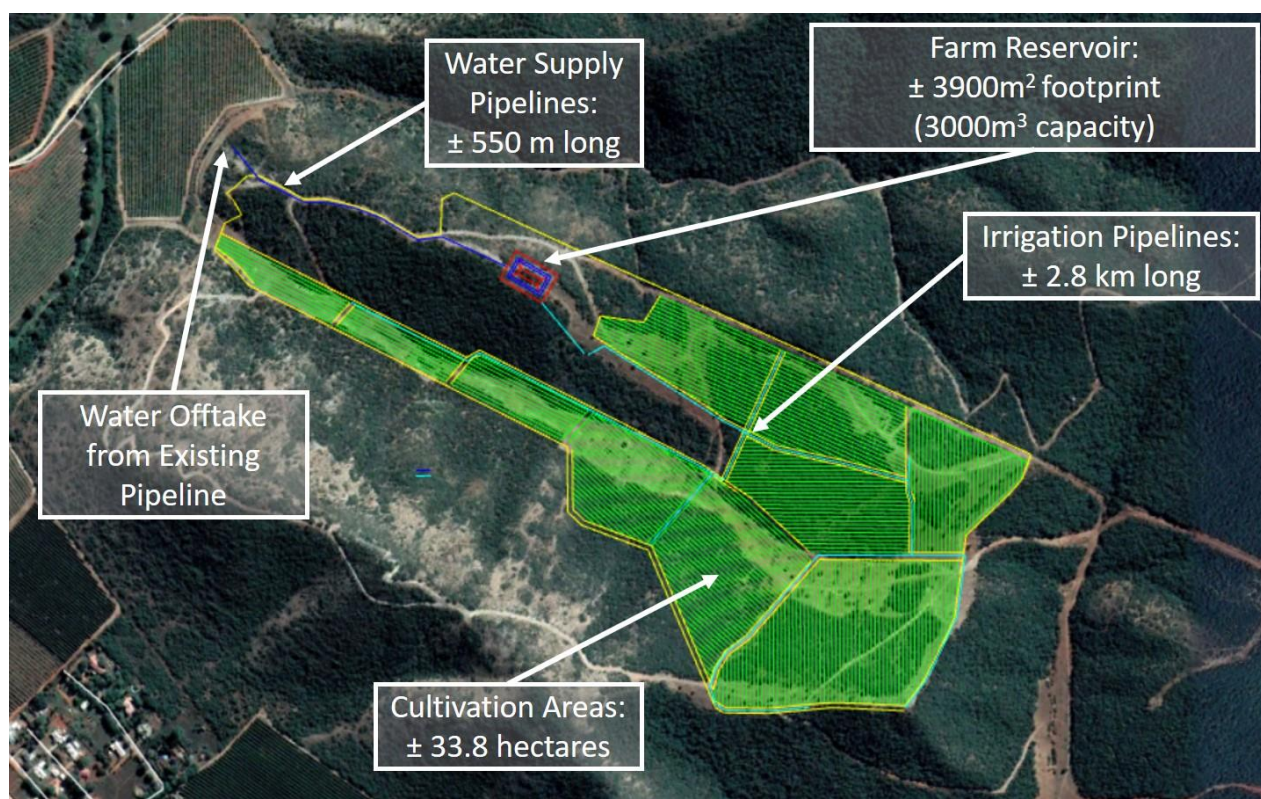 Water Supply
Pipelines:
± 550 m long
Farm Reservoir:
± 3900m² footprint
(3000m³ capacity)
Irrigation Pipelines:
± 2.8 km long
Water Offtake
from Existing
Pipeline
Cultivation Areas:
± 33.8 hectares